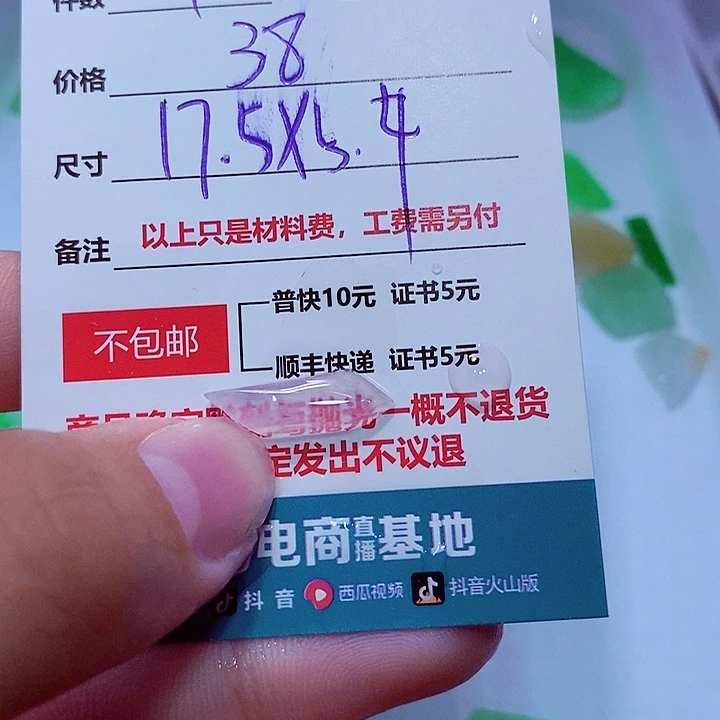 件数
价格 38
尺寸 17.5X5.4
备注 以上只是材料费，工费需另付
不包邮
普快10元 证书5元
顺丰快递 证书5元
一概不退货
定发出不议退
电商直播基地
抖音 西瓜视频 抖音火山版